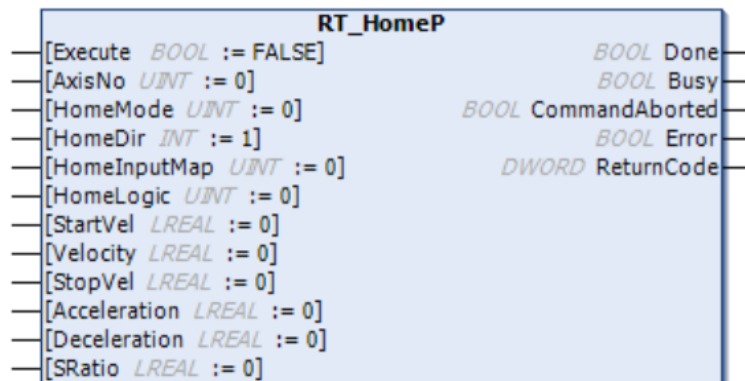 RT_HomeP
[Execute BOOL := FALSE] BOOL Done
[AxisNo UINT := 0] BOOL Busy
[HomeMode UINT := 0] BOOL CommandAborted
[HomeDir INT := 1] BOOL Error
[HomeInputMap UINT := 0] DWORD ReturnCode
[HomeLogic UINT := 0]
[StartVel LREAL := 0]
[Velocity LREAL := 0]
[StopVel LREAL := 0]
[Acceleration LREAL := 0]
[Deceleration LREAL := 0]
[SRatio LREAL := 0]